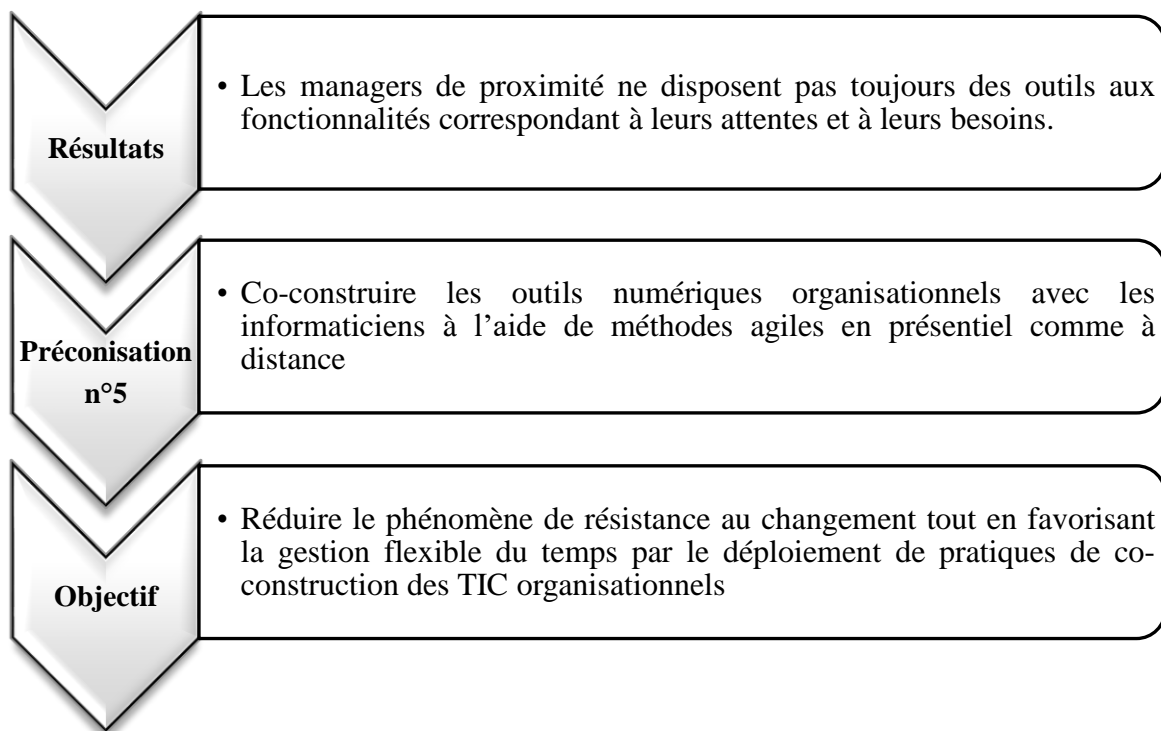 Résultats
• Les managers de proximité ne disposent pas toujours des outils aux
fonctionnalités correspondant à leurs attentes et à leurs besoins.
Préconisation
n°5
• Co-construire les outils numériques organisationnels avec les
informaticiens à l’aide de méthodes agiles en présentiel comme à
distance
Objectif
• Réduire le phénomène de résistance au changement tout en favorisant
la gestion flexible du temps par le déploiement de pratiques de co-
construction des TIC organisationnels